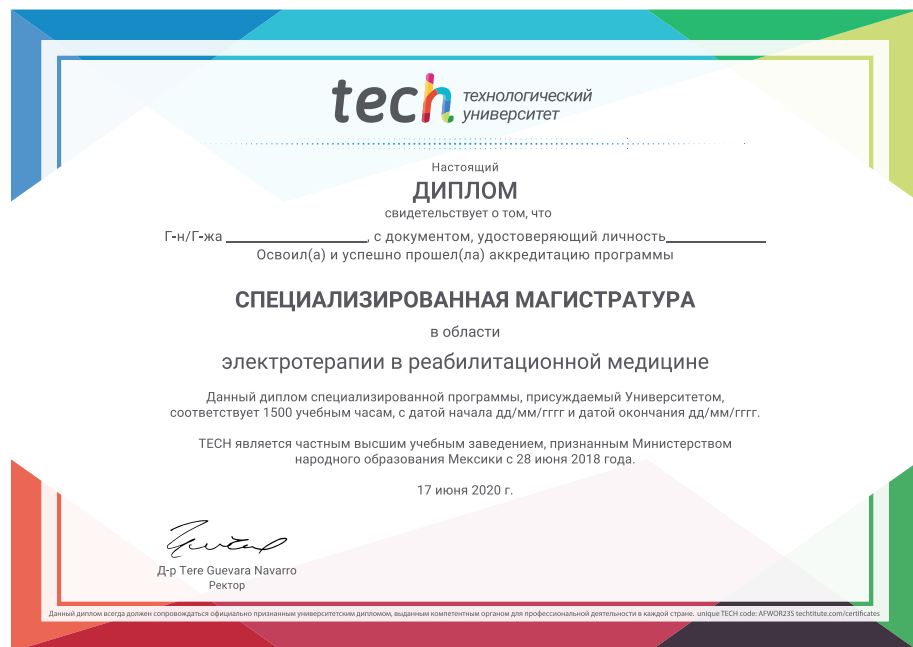 tech технологический
университет
Настоящий
ДИПЛОМ
свидетельствует о том, что
Г-н/Г-жа ________________, с документом, удостоверяющий личность____________
Освоил(а) и успешно прошел(ла) аккредитацию программы
СПЕЦИАЛИЗИРОВАННАЯ МАГИСТРАТУРА
в области
электротерапии в реабилитационной медицине
Данный диплом специализированной программы, присуждаемый Университетом,
соответствует 1500 учебным часам, с датой начала дд/мм/гггг и датой окончания дд/мм/гггг.
TECH является частным высшим учебным заведением, признанным Министерством
народного образования Мексики с 28 июня 2018 года.
17 июня 2020 г.
Д-р Tere Guevara Navarro
Ректор
Данный диплом всегда должен сопровождаться официально признанным университетским дипломом, выданным компетентным органом для профессиональной деятельности в каждой стране. unique TECH code: AFWOR23S techtitute.com/certificates